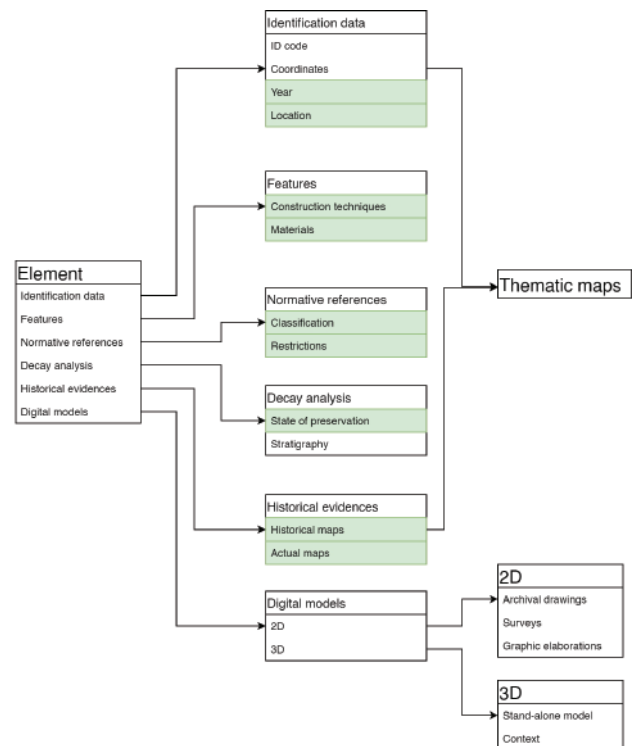 Identification data
ID code
Coordinates
Year
Location
Features
Construction techniques
Materials
Element
Identification data
Features
Normative references
Decay analysis
Historical evidences
Digital models
Normative references
Classification
Restrictions
Decay analysis
State of preservation
Stratigraphy
Historical evidences
Historical maps
Actual maps
Digital models
2D
3D
Thematic maps
2D
Archival drawings
Surveys
Graphic elaborations
3D
Stand-alone model
Context